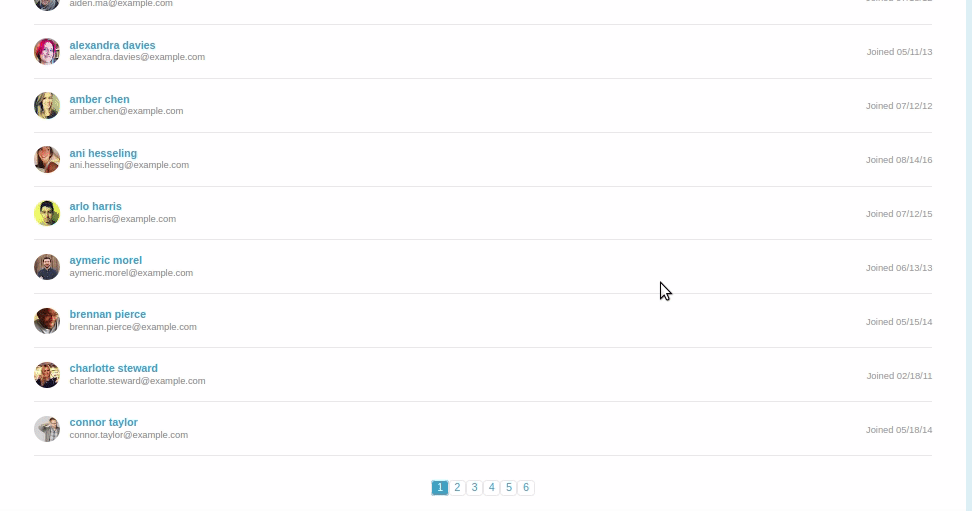 aiden.ma@example.com
alexandra davies
alexandra.davies@example.com
Joined 05/11/13
amber chen
amber.chen@example.com
Joined 07/12/12
ani hesseling
ani.hesseling@example.com
Joined 08/14/16
arlo harris
arlo.harris@example.com
Joined 07/12/15
aymeric morel
aymeric.morel@example.com
Joined 06/13/13
brennan pierce
brennan.pierce@example.com
Joined 05/15/14
charlotte steward
charlotte.steward@example.com
Joined 02/18/11
connor taylor
connor.taylor@example.com
Joined 05/18/14
1 2 3 4 5 6